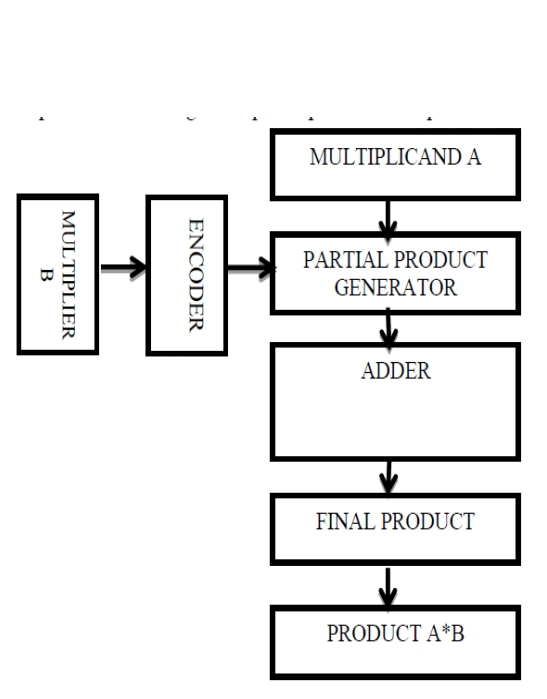 MULTIPLICAND A
MULTIPLIER
B
ENCODER
PARTIAL PRODUCT
GENERATOR
ADDER
FINAL PRODUCT
PRODUCT A*B